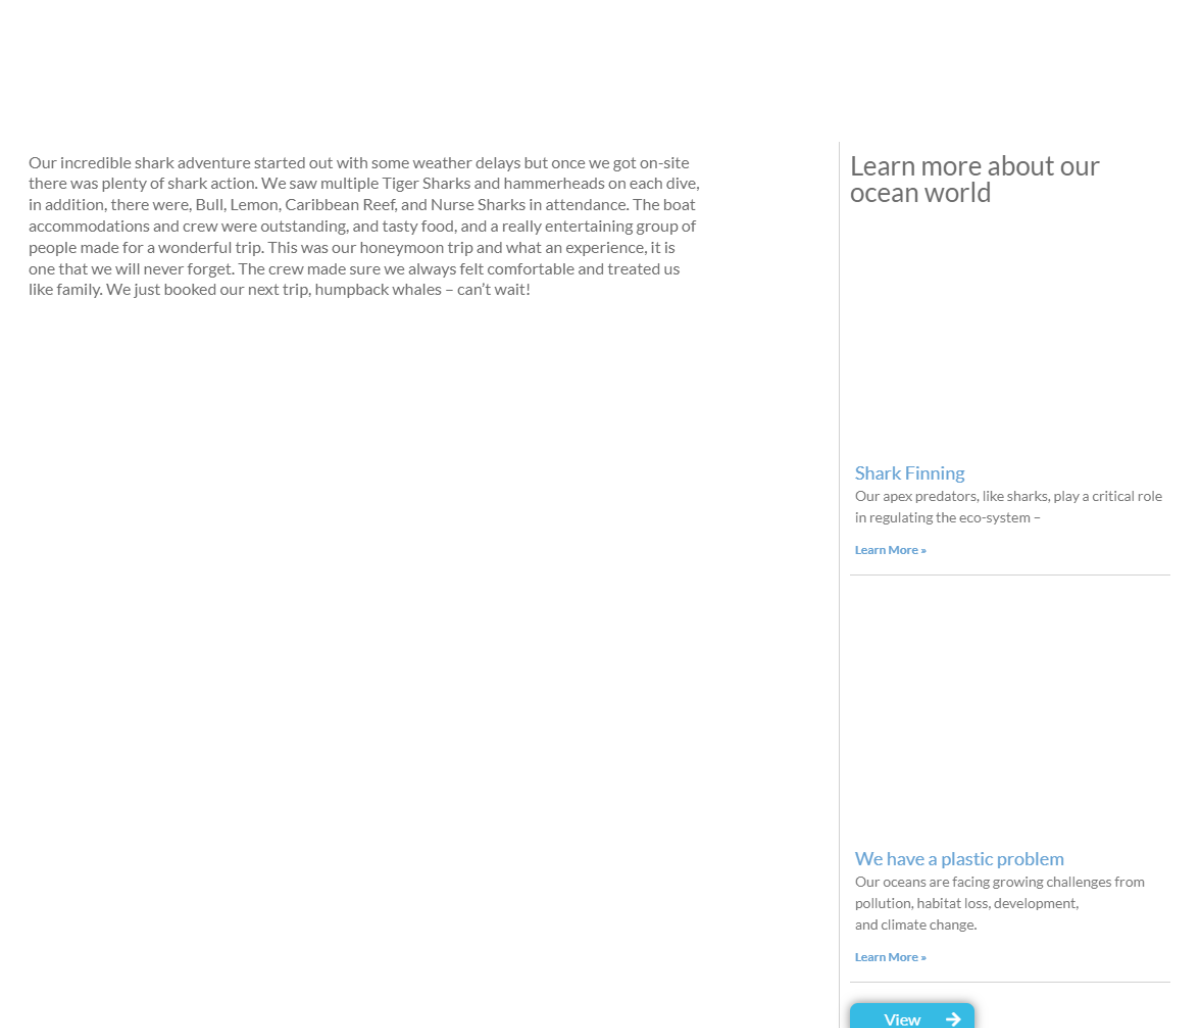 Our incredible shark adventure started out with some weather delays but once we got on-site
there was plenty of shark action. We saw multiple Tiger Sharks and hammerheads on each dive,
in addition, there were, Bull, Lemon, Caribbean Reef, and Nurse Sharks in attendance. The boat
accommodations and crew were outstanding, and tasty food, and a really entertaining group of
people made for a wonderful trip. This was our honeymoon trip and what an experience, it is
one that we will never forget. The crew made sure we always felt comfortable and treated us
like family. We just booked our next trip, humpback whales – can’t wait!
Learn more about our
ocean world
Shark Finning
Our apex predators, like sharks, play a critical role
in regulating the eco-system –
Learn More »
We have a plastic problem
Our oceans are facing growing challenges from
pollution, habitat loss, development,
and climate change.
Learn More »
View